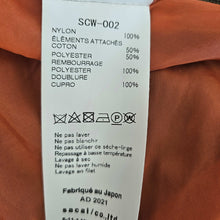 SCW-002
NYLON 100%
ÉLÉMENTS ATTACHÉS
COTON 50%
POLYESTER 50%
REMBOURRAGE
POLYESTER 100%
DOUBLURE
CUPRO 100%
Ne pas laver
Ne pas blanchir
Ne pas utiliser de sèche-linge
Repassage à basse température
Lavage à sec
Ne pas laver humide
Lavage en filet
Fabriqué au Japon
AD 2021
sacai/co.,ltd